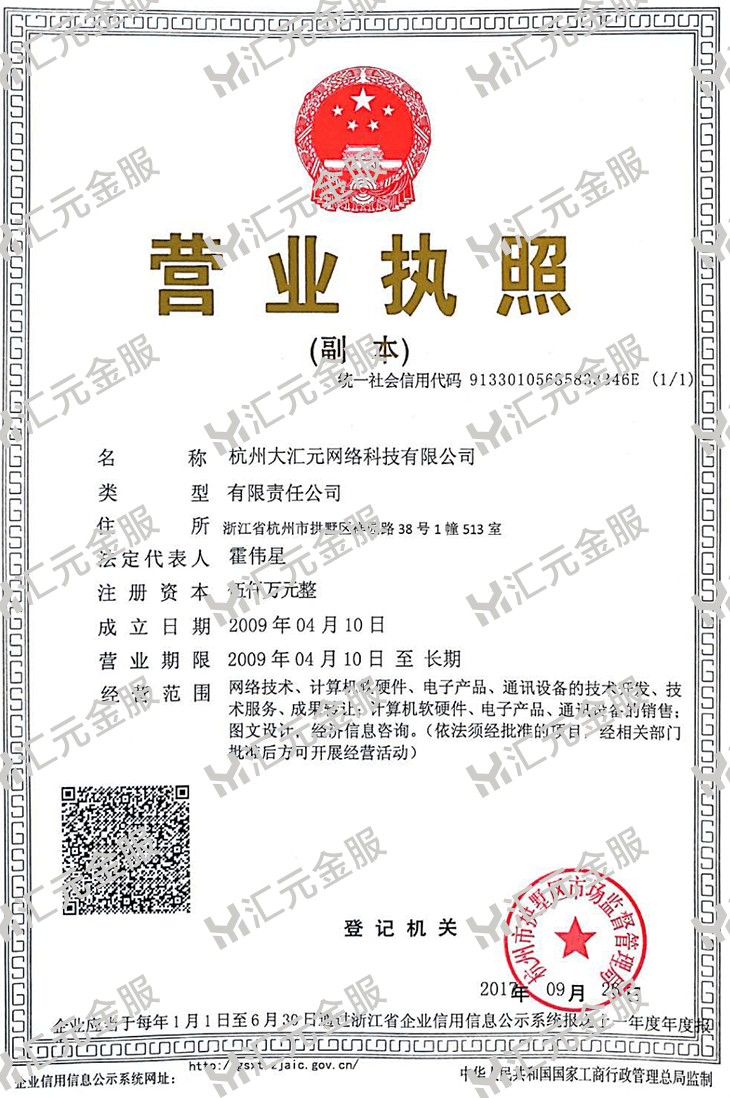 营业执照
(副 本)
统一社会信用代码 (1/1)
名 称 杭州大汇元网络科技有限公司
类 型 有限责任公司
住 所 浙江省杭州市拱墅区 路 38 号 1 幢 513 室
法定代表人 霍伟星
注册资本 伍仟万元整
成立日期 2009 年 04 月 10 日
营业期限 2009 年 04 月 10 日 至 长期
经营范围 网络技术、计算机软硬件、电子产品、通讯设备的技术开发、技
术服务、成果转让；计算机软硬件、电子产品、通讯设备的销售；
图文设计，经济信息咨询。（依法须经批准的项目，经相关部门
批准后方可开展经营活动）
登记机关
杭州市拱墅区市场监督管理局
2017年 09月 日
企业应当于每年1月1日至6月30日通过浙江省企业信用信息公示系统报送上一年度年度报
企业信用信息公示系统网址：
http://gsxt.zjaic.gov.cn/
中华人民共和国国家工商行政管理总局监制
汇元金服